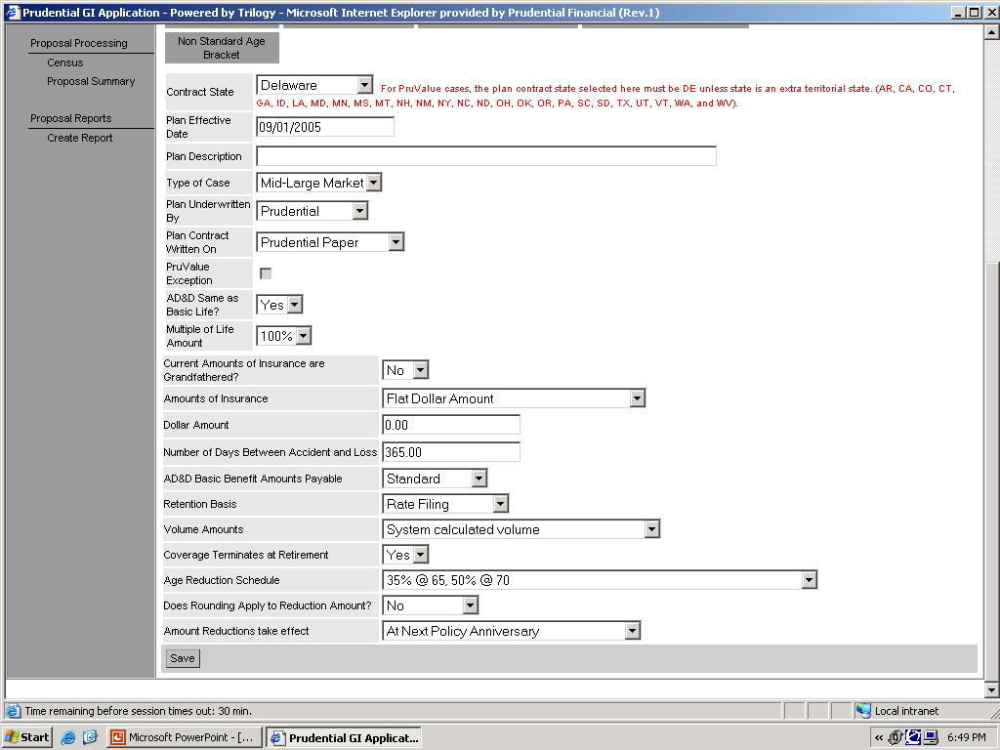 Prudential GI Application - Powered by Trilogy - Microsoft Internet Explorer provided by Prudential Financial (Rev.1)
Proposal Processing
Census
Proposal Summary
Proposal Reports
Create Report
Non Standard Age
Bracket
Contract State
Delaware
For PruValue cases, the plan contract state selected here must be DE unless state is an extra territorial state. (AR, CA, CO, CT,
GA, ID, LA, MD, MN, MS, MT, NH, NM, NY, NC, ND, OH, OK, OR, PA, SC, SD, TX, UT, VT, WA, and WV).
Plan Effective
Date
09/01/2005
Plan Description
Type of Case
Mid-Large Market
Plan Underwritten
By
Prudential
Plan Contract
Written On
Prudential Paper
PruValue
Exception
AD&D Same as
Basic Life?
Yes
Multiple of Life
Amount
100%
Current Amounts of Insurance are
Grandfathered?
No
Amounts of Insurance
Flat Dollar Amount
Dollar Amount
0.00
Number of Days Between Accident and Loss
365.00
AD&D Basic Benefit Amounts Payable
Standard
Retention Basis
Rate Filing
Volume Amounts
System calculated volume
Coverage Terminates at Retirement
Yes
Age Reduction Schedule
35% @ 65, 50% @ 70
Does Rounding Apply to Reduction Amount?
No
Amount Reductions take effect
At Next Policy Anniversary
Save
Time remaining before session times out: 30 min.
Local intranet
Start
Microsoft PowerPoint - [...
Prudential GI Applicat...
6:49 PM